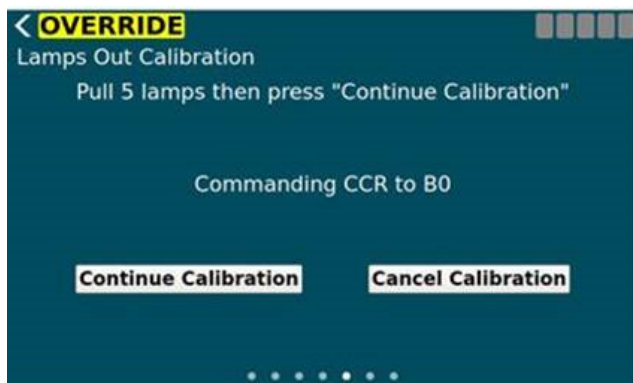 OVERRIDE
Lamps Out Calibration
Pull 5 lamps then press "Continue Calibration"
Commanding CCR to B0
Continue Calibration Cancel Calibration